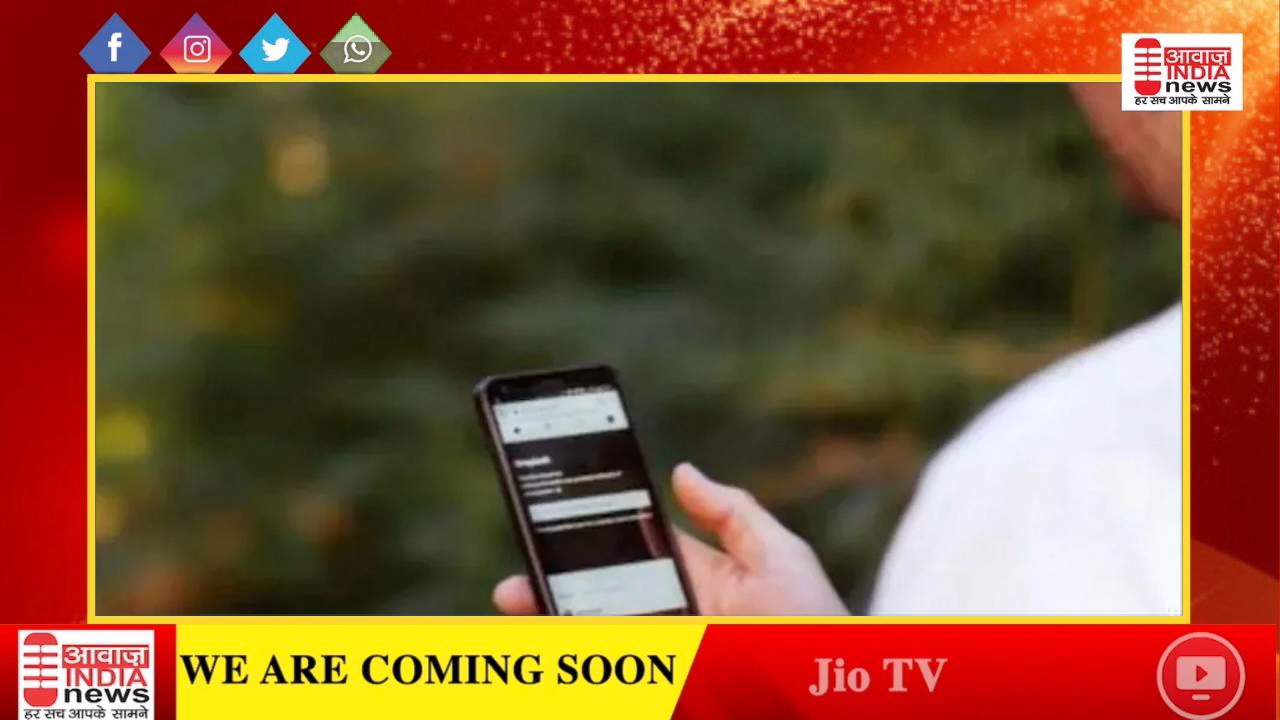 आवाज़
INDIA
news
हर सच आपके सामने
आवाज़
INDIA
news
हर सच आपके सामने
WE ARE COMING SOON
Jio TV